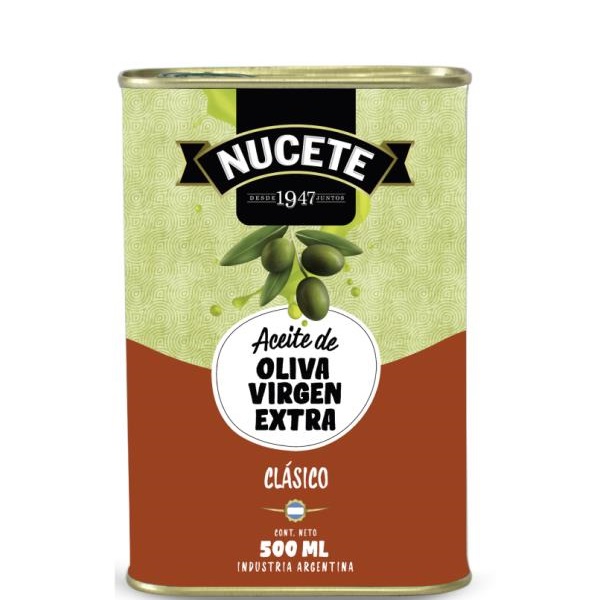 NUCETE
DESDE 1947 JUNTOS
Aceite de
OLIVA
VIRGEN
EXTRA
CLÁSICO
CONT. NETO
500 ML
INDUSTRIA ARGENTINA